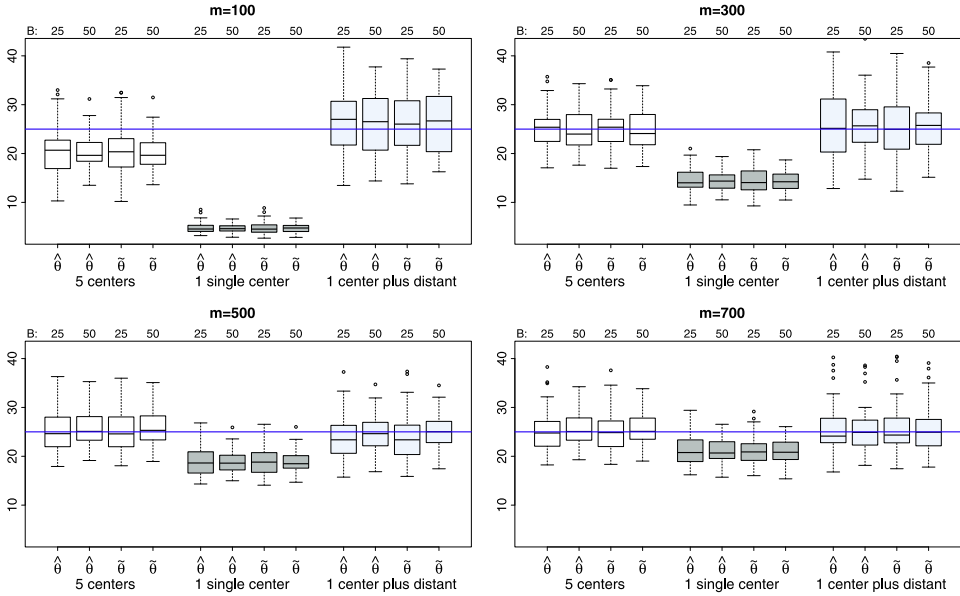 m=100
B: 25 50 25 50 25 50 25 50 25 50 25 50
40
30
20
10
θ̂ θ̂ θ̃ θ̃ θ̂ θ̂ θ̃ θ̃ θ̂ θ̂ θ̃ θ̃
5 centers 1 single center 1 center plus distant
m=300
B: 25 50 25 50 25 50 25 50 25 50 25 50
40
30
20
10
θ̂ θ̂ θ̃ θ̃ θ̂ θ̂ θ̃ θ̃ θ̂ θ̂ θ̃ θ̃
5 centers 1 single center 1 center plus distant
m=500
B: 25 50 25 50 25 50 25 50 25 50 25 50
40
30
20
10
θ̂ θ̂ θ̃ θ̃ θ̂ θ̂ θ̃ θ̃ θ̂ θ̂ θ̃ θ̃
5 centers 1 single center 1 center plus distant
m=700
B: 25 50 25 50 25 50 25 50 25 50 25 50
40
30
20
10
θ̂ θ̂ θ̃ θ̃ θ̂ θ̂ θ̃ θ̃ θ̂ θ̂ θ̃ θ̃
5 centers 1 single center 1 center plus distant